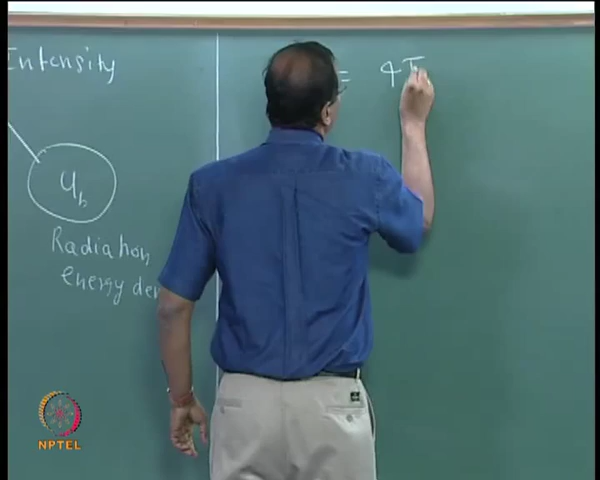 Intensity
u_b
Radiation
energy den
= 4π
NPTEL